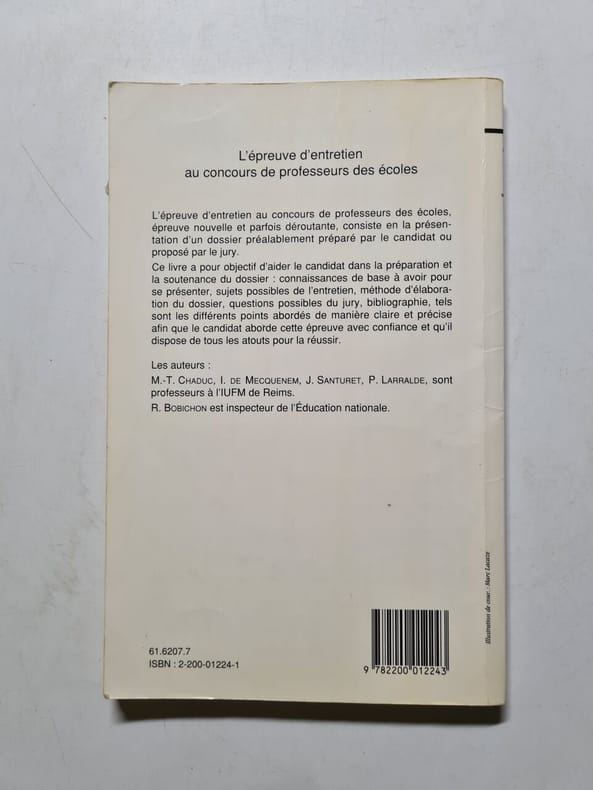 L'épreuve d'entretien
au concours de professeurs des écoles
L'épreuve d'entretien au concours de professeurs des écoles,
épreuve nouvelle et parfois déroutante, consiste en la présen-
tation d'un dossier préalablement préparé par le candidat ou
proposé par le jury.
Ce livre a pour objectif d'aider le candidat dans la préparation et
la soutenance du dossier : connaissances de base à avoir pour
se présenter, sujets possibles de l'entretien, méthode d'élabora-
tion du dossier, questions possibles du jury, bibliographie, tels
sont les différents points abordés de manière claire et précise
afin que le candidat aborde cette épreuve avec confiance et qu'il
dispose de tous les atouts pour la réussir.
Les auteurs :
M.-T. CHADUC, I. DE MECQUENEM, J. SANTURET, P. LARRALDE, sont
professeurs à l'IUFM de Reims.
R. BOBICHON est inspecteur de l'Éducation nationale.
Illustration de couv. : Marc Lacaze
61.6207.7
ISBN : 2-200-01224-1
9 782200 012243